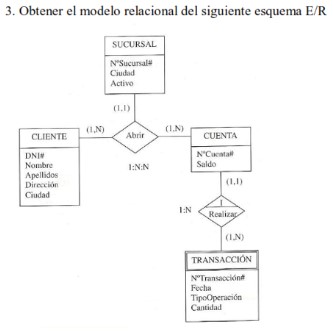 3. Obtener el modelo relacional del siguiente esquema E/R
SUCURSAL
NºSucursal#
Ciudad
Activo
(1,1)
(1,N)
(1,N)
CLIENTE
Abrir
CUENTA
DNI#
Nombre
Apellidos
Dirección
Ciudad
1:N:N
NºCuenta#
Saldo
(1,1)
1:N
I
Realizar
(1,N)
TRANSACCIÓN
NºTransacción#
Fecha
TipoOperación
Cantidad